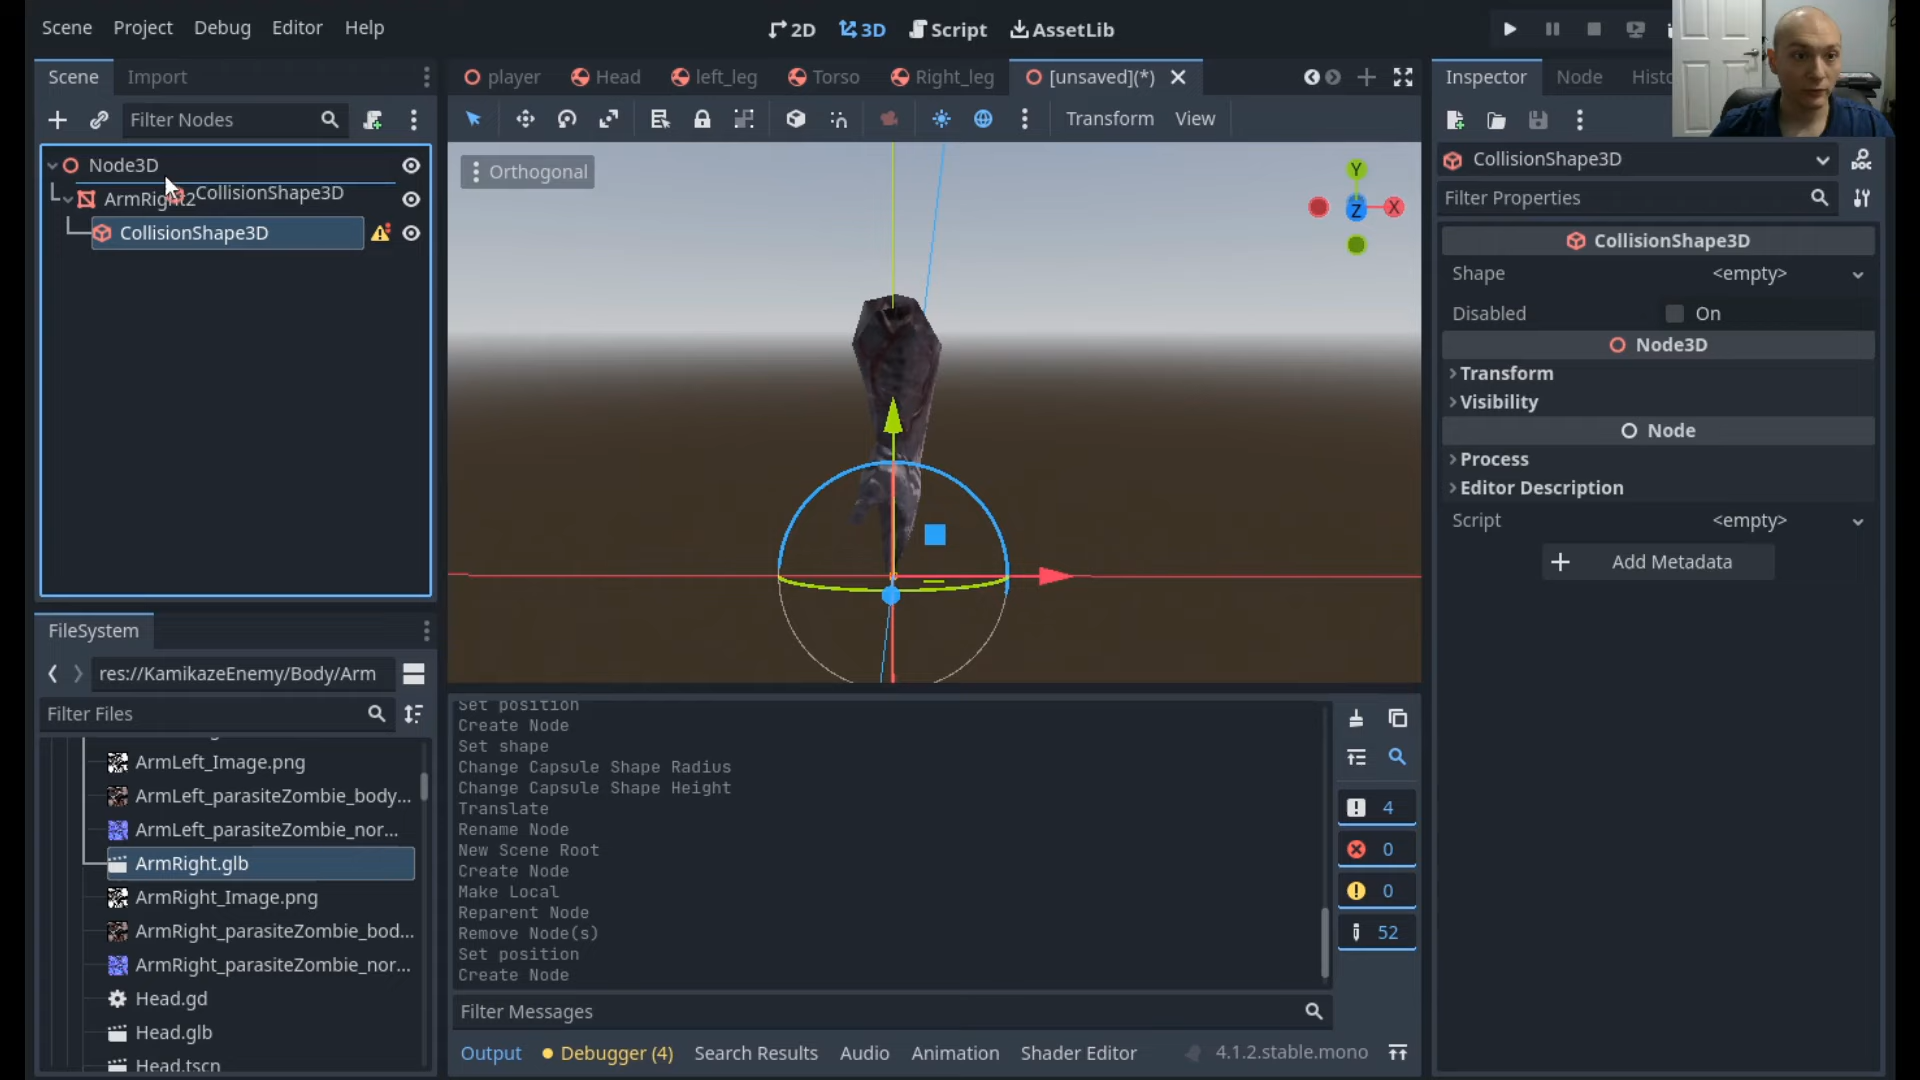 Scene Project Debug Editor Help
2D 3D Script AssetLib
Scene Import
player Head left_leg Torso Right_leg [unsaved](*)
Inspector Node
Filter Nodes
Transform View
Node3D
ArmRight2
CollisionShape3D
CollisionShape3D
Orthogonal
Y
X
Z
CollisionShape3D
Filter Properties
CollisionShape3D
Shape <empty>
Disabled On
Node3D
Transform
Visibility
Node
Process
Editor Description
Script <empty>
Add Metadata
FileSystem
res://KamikazeEnemy/Body/Arm
Filter Files
ArmLeft_Image.png
ArmLeft_parasiteZombie_body...
ArmLeft_parasiteZombie_nor...
ArmRight.glb
ArmRight_Image.png
ArmRight_parasiteZombie_bod...
ArmRight_parasiteZombie_nor...
Head.gd
Head.glb
Head.tscn
Set position
Create Node
Set shape
Change Capsule Shape Radius
Change Capsule Shape Height
Translate
Rename Node
New Scene Root
Create Node
Make Local
Reparent Node
Remove Node(s)
Set position
Create Node
4
0
0
52
Filter Messages
Output Debugger (4) Search Results Audio Animation Shader Editor 4.1.2.stable.mono